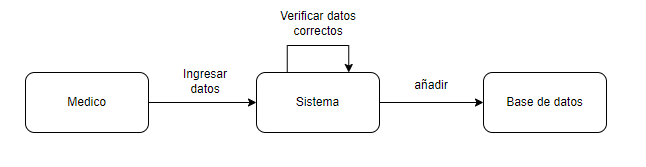 Verificar datos
correctos
Ingresar
datos
añadir
Medico
Sistema
Base de datos